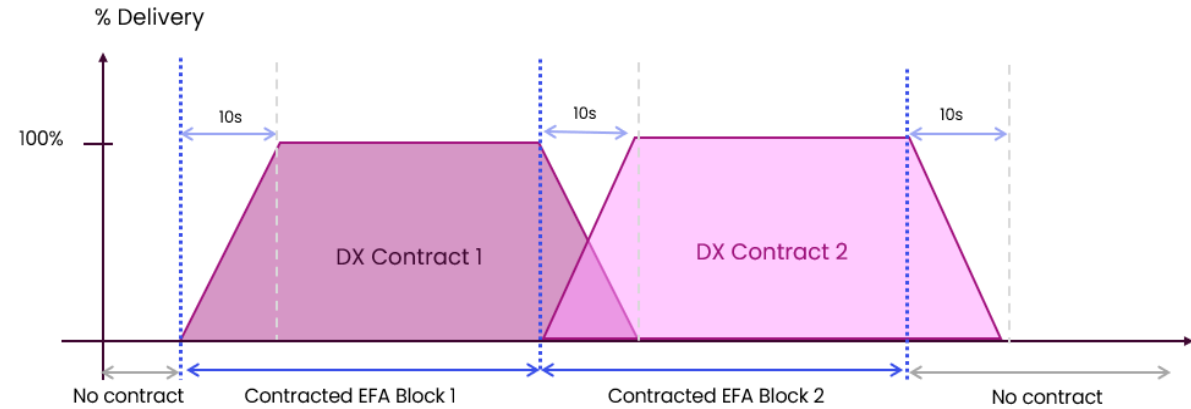 % Delivery
10s
10s
10s
100%
DX Contract 1
DX Contract 2
No contract
Contracted EFA Block 1
Contracted EFA Block 2
No contract